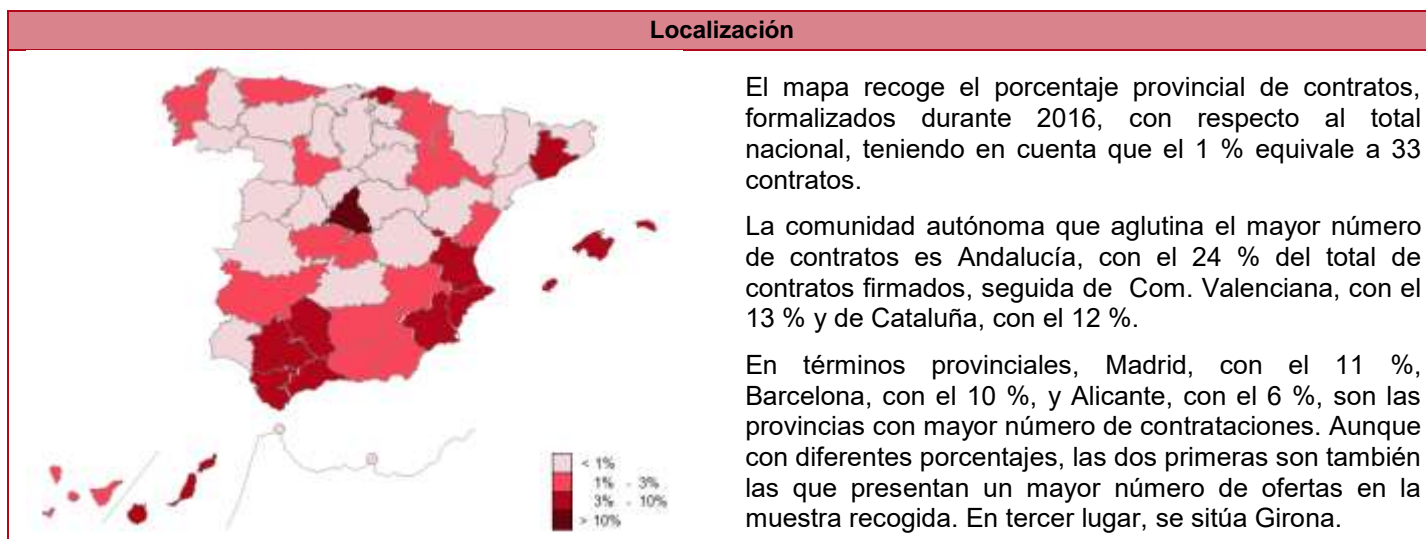 Localización
El mapa recoge el porcentaje provincial de contratos,
formalizados durante 2016, con respecto al total
nacional, teniendo en cuenta que el 1 % equivale a 33
contratos.
La comunidad autónoma que aglutina el mayor número
de contratos es Andalucía, con el 24 % del total de
contratos firmados, seguida de Com. Valenciana, con el
13 % y de Cataluña, con el 12 %.
En términos provinciales, Madrid, con el 11 %,
Barcelona, con el 10 %, y Alicante, con el 6 %, son las
provincias con mayor número de contrataciones. Aunque
con diferentes porcentajes, las dos primeras son también
las que presentan un mayor número de ofertas en la
muestra recogida. En tercer lugar, se sitúa Girona.
< 1%
1% - 3%
3% - 10%
> 10%